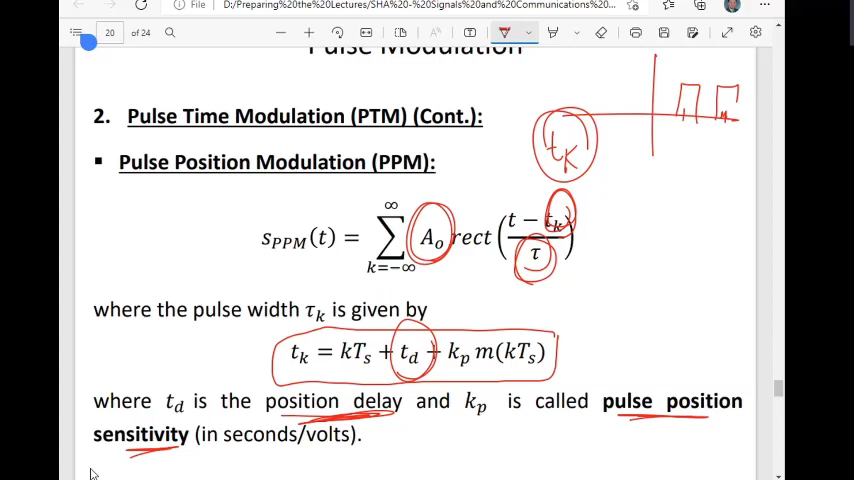 File | D:/Preparing%20the%20Lectures/SHA%20-%20Signals%20and%20Communications%20...
20 of 24
Pulse Modulation
2. Pulse Time Modulation (PTM) (Cont.):
t_K
▪ Pulse Position Modulation (PPM):
s_PPM(t) = ∑_{k=−∞}^{∞} A_o rect((t − t_k)/τ)
where the pulse width τ_k is given by
t_k = kT_s + t_d + k_p m(kT_s)
where t_d is the position delay and k_p is called pulse position
sensitivity (in seconds/volts).